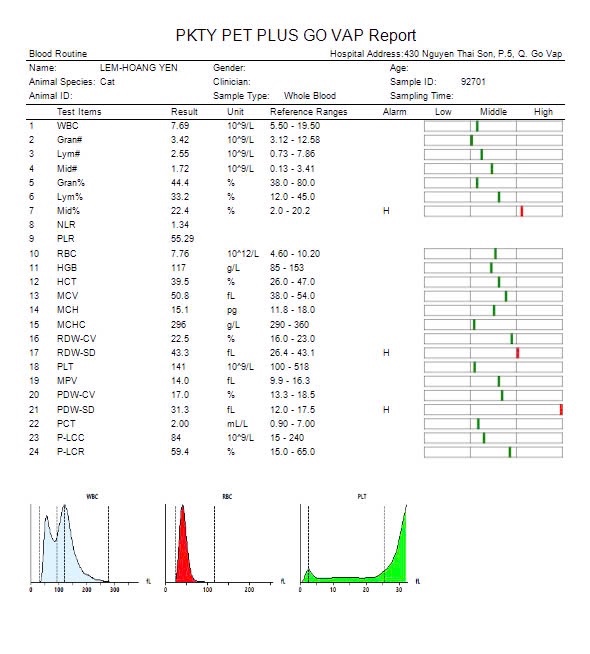 PKTY PET PLUS GO VAP Report
Blood Routine Hospital Address:430 Nguyen Thai Son, P.5, Q. Go Vap
Name: LEM-HOANG YEN Gender: Age:
Animal Species: Cat Clinician: Sample ID: 92701
Animal ID: Sample Type: Whole Blood Sampling Time:
Test Items Result Unit Reference Ranges Alarm Low Middle High
1 WBC 7.69 10^9/L 5.50 - 19.50
2 Gran# 3.42 10^9/L 3.12 - 12.58
3 Lym# 2.55 10^9/L 0.73 - 7.86
4 Mid# 1.72 10^9/L 0.13 - 3.41
5 Gran% 44.4 % 38.0 - 80.0
6 Lym% 33.2 % 12.0 - 45.0
7 Mid% 22.4 % 2.0 - 20.2 H
8 NLR 1.34
9 PLR 55.29
10 RBC 7.76 10^12/L 4.60 - 10.20
11 HGB 117 g/L 85 - 153
12 HCT 39.5 % 26.0 - 47.0
13 MCV 50.8 fL 38.0 - 54.0
14 MCH 15.1 pg 11.8 - 18.0
15 MCHC 296 g/L 290 - 360
16 RDW-CV 22.5 % 16.0 - 23.0
17 RDW-SD 43.3 fL 26.4 - 43.1 H
18 PLT 141 10^9/L 100 - 518
19 MPV 14.0 fL 9.9 - 16.3
20 PDW-CV 17.0 % 13.3 - 18.5
21 PDW-SD 31.3 fL 12.0 - 17.5 H
22 PCT 2.00 mL/L 0.90 - 7.00
23 P-LCC 84 10^9/L 15 - 240
24 P-LCR 59.4 % 15.0 - 65.0
WBC RBC PLT
0 100 200 300 fL 0 100 200 fL 0 10 20 30 fL